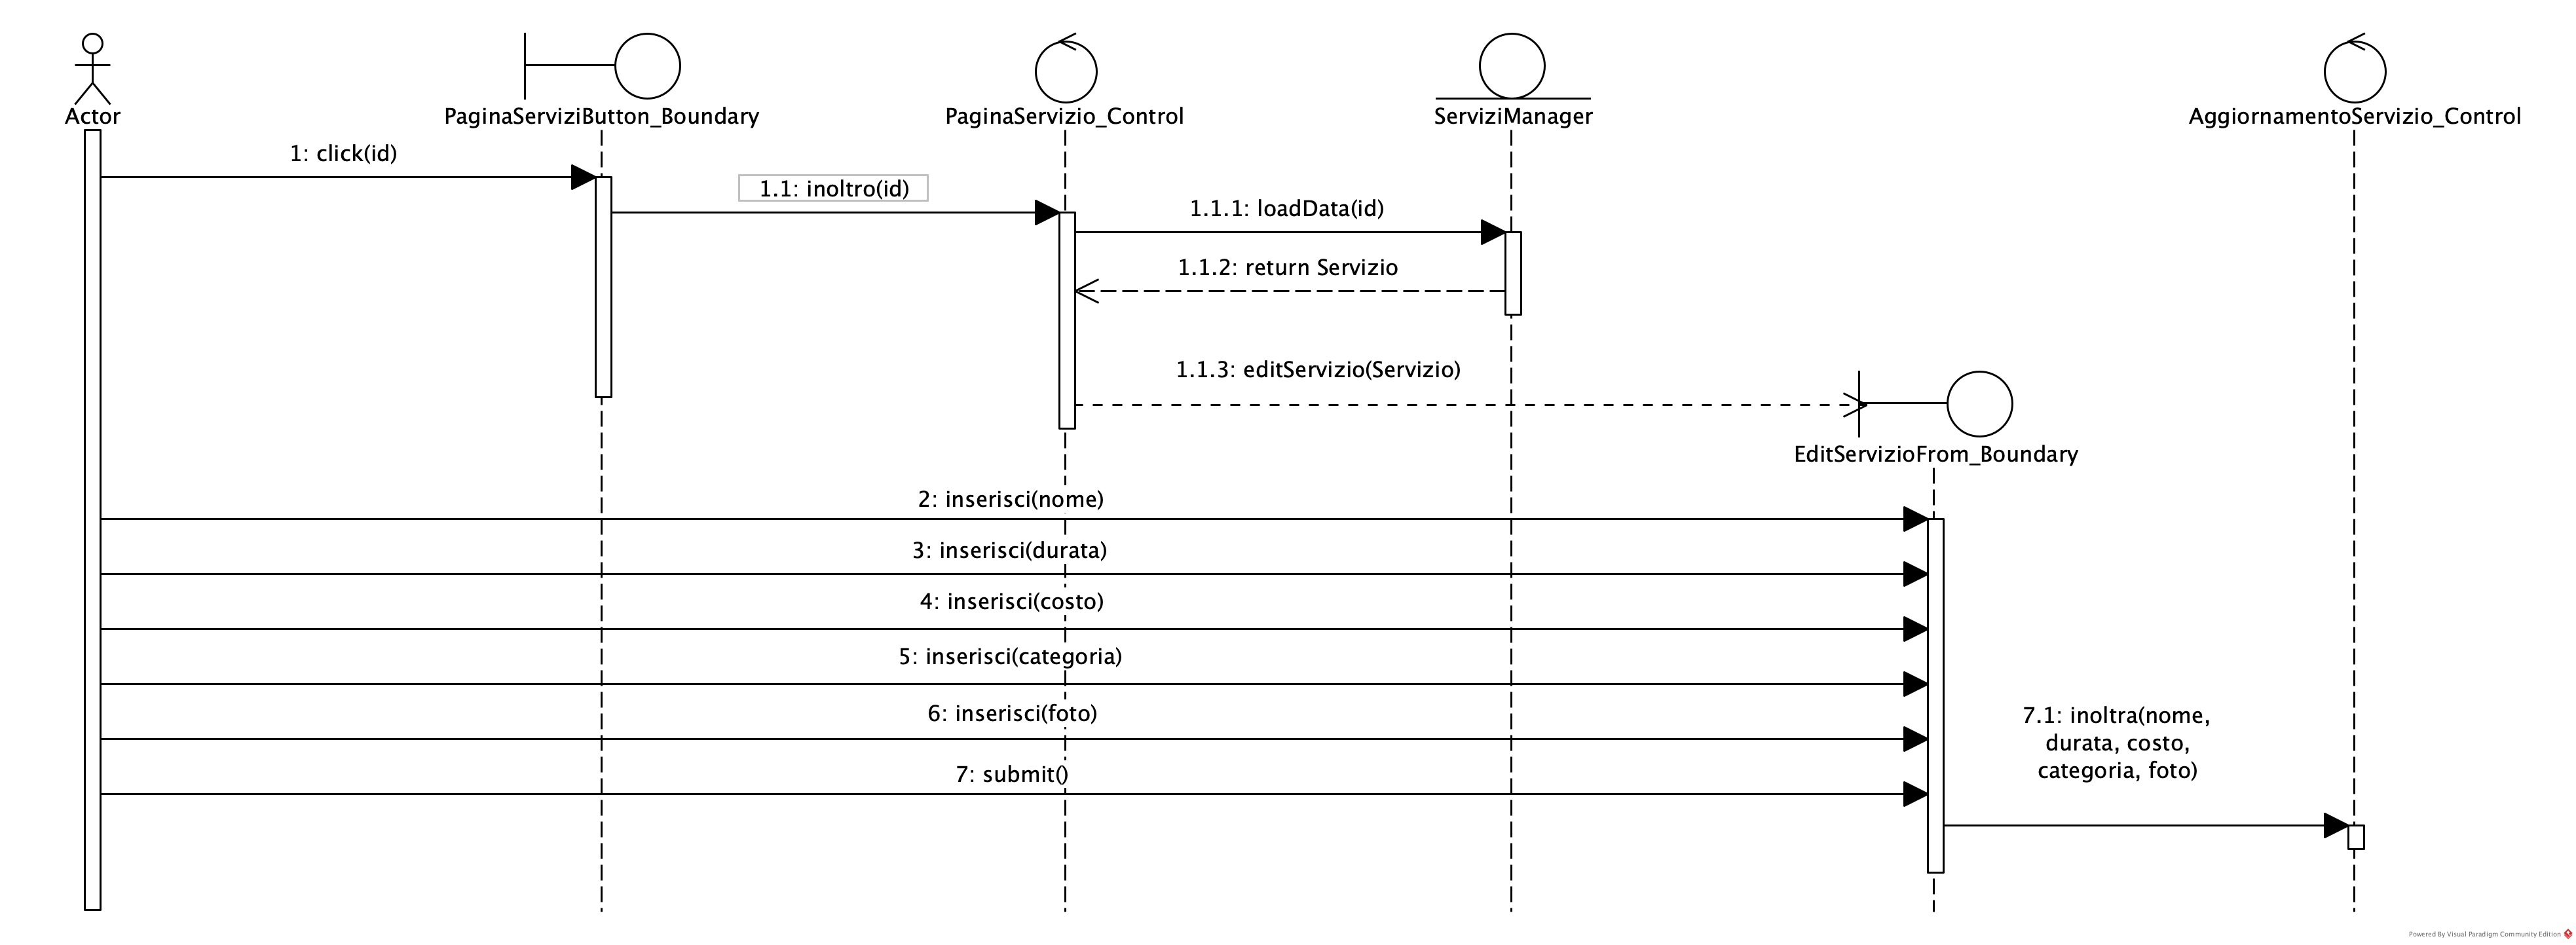 Actor
PaginaServiziButton_Boundary
PaginaServizio_Control
ServiziManager
AggiornamentoServizio_Control
1: click(id)
1.1: inoltro(id)
1.1.1: loadData(id)
1.1.2: return Servizio
1.1.3: editServizio(Servizio)
EditServizioFrom_Boundary
2: inserisci(nome)
3: inserisci(durata)
4: inserisci(costo)
5: inserisci(categoria)
6: inserisci(foto)
7: submit()
7.1: inoltra(nome,
durata, costo,
categoria, foto)
Powered By Visual Paradigm Community Edition